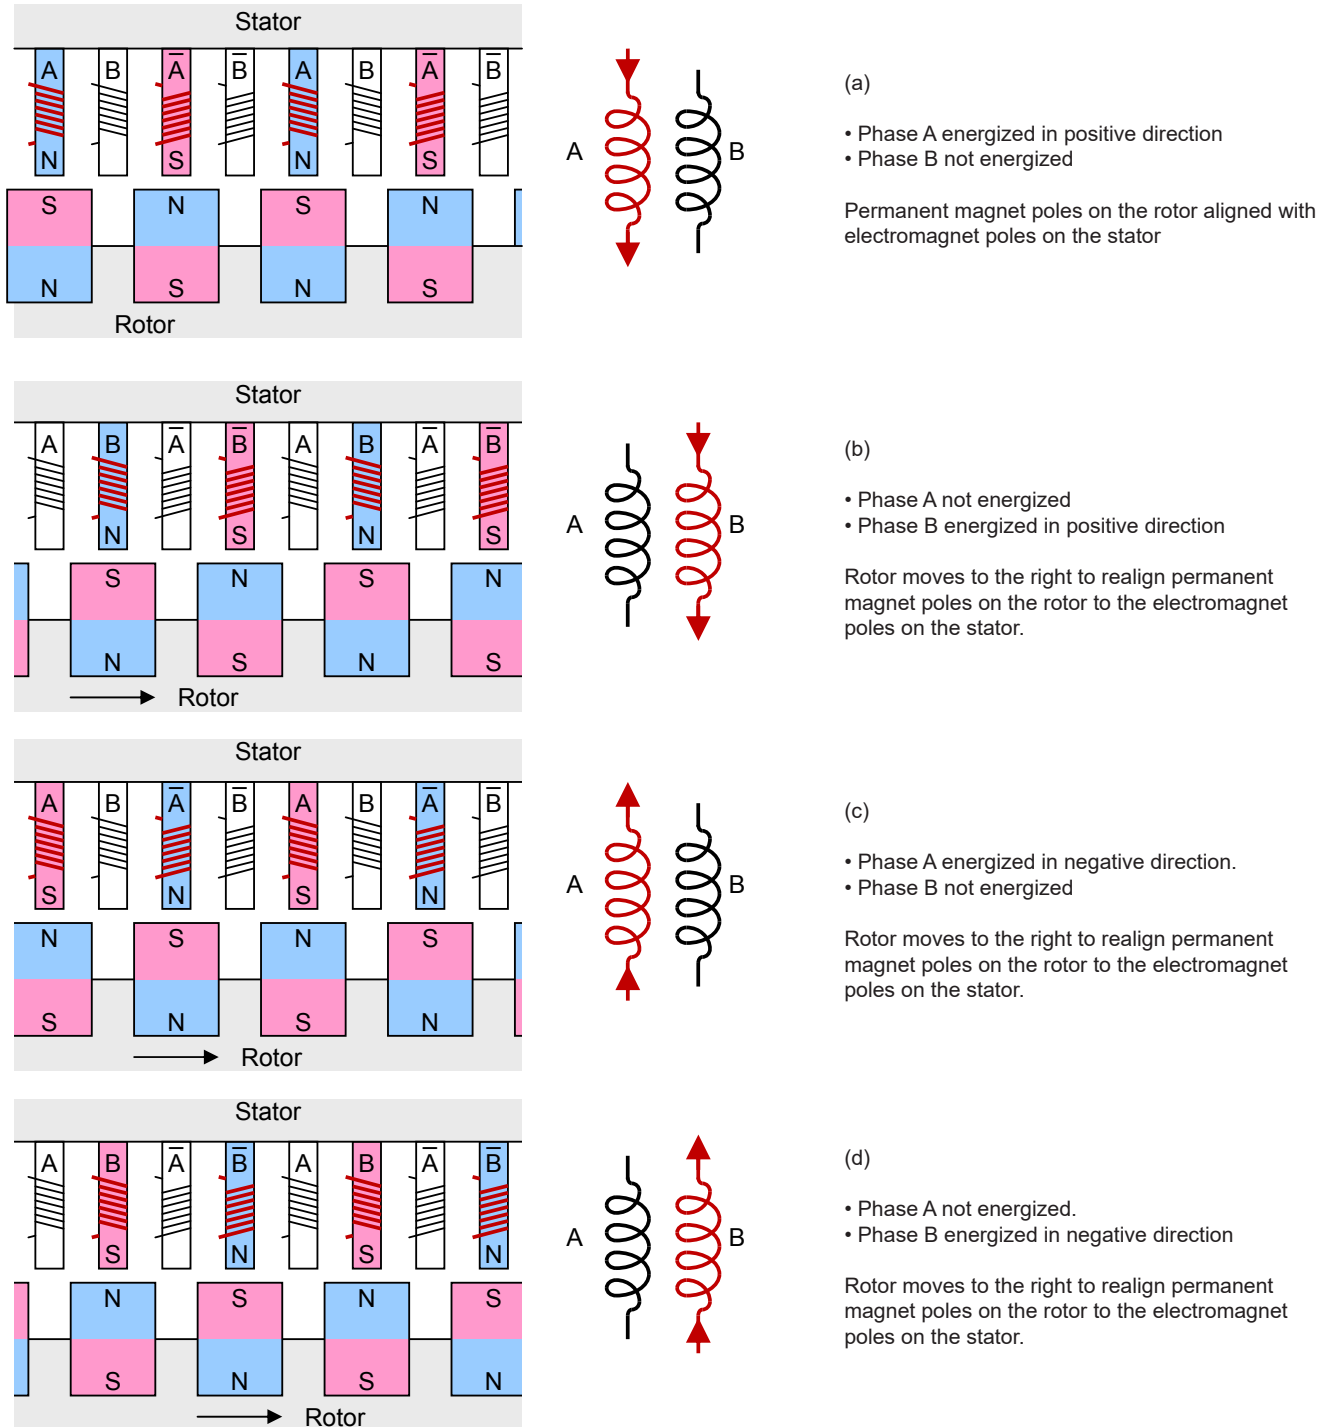 Stator
A B A̅ B̅ A B A̅ B̅
N S N S
S N S N
N S N S
Rotor
A B
(a)
• Phase A energized in positive direction
• Phase B not energized
Permanent magnet poles on the rotor aligned with
electromagnet poles on the stator
Stator
A B A̅ B̅ A B A̅ B̅
N S N S
S N S N
N S N S
Rotor
A B
(b)
• Phase A not energized
• Phase B energized in positive direction
Rotor moves to the right to realign permanent
magnet poles on the rotor to the electromagnet
poles on the stator.
Stator
A B A̅ B̅ A B A̅ B̅
S N S N
N S N S
S N S N
Rotor
A B
(c)
• Phase A energized in negative direction.
• Phase B not energized
Rotor moves to the right to realign permanent
magnet poles on the rotor to the electromagnet
poles on the stator.
Stator
A B A̅ B̅ A B A̅ B̅
S N S N
N S N S
S N S N
Rotor
A B
(d)
• Phase A not energized.
• Phase B energized in negative direction
Rotor moves to the right to realign permanent
magnet poles on the rotor to the electromagnet
poles on the stator.